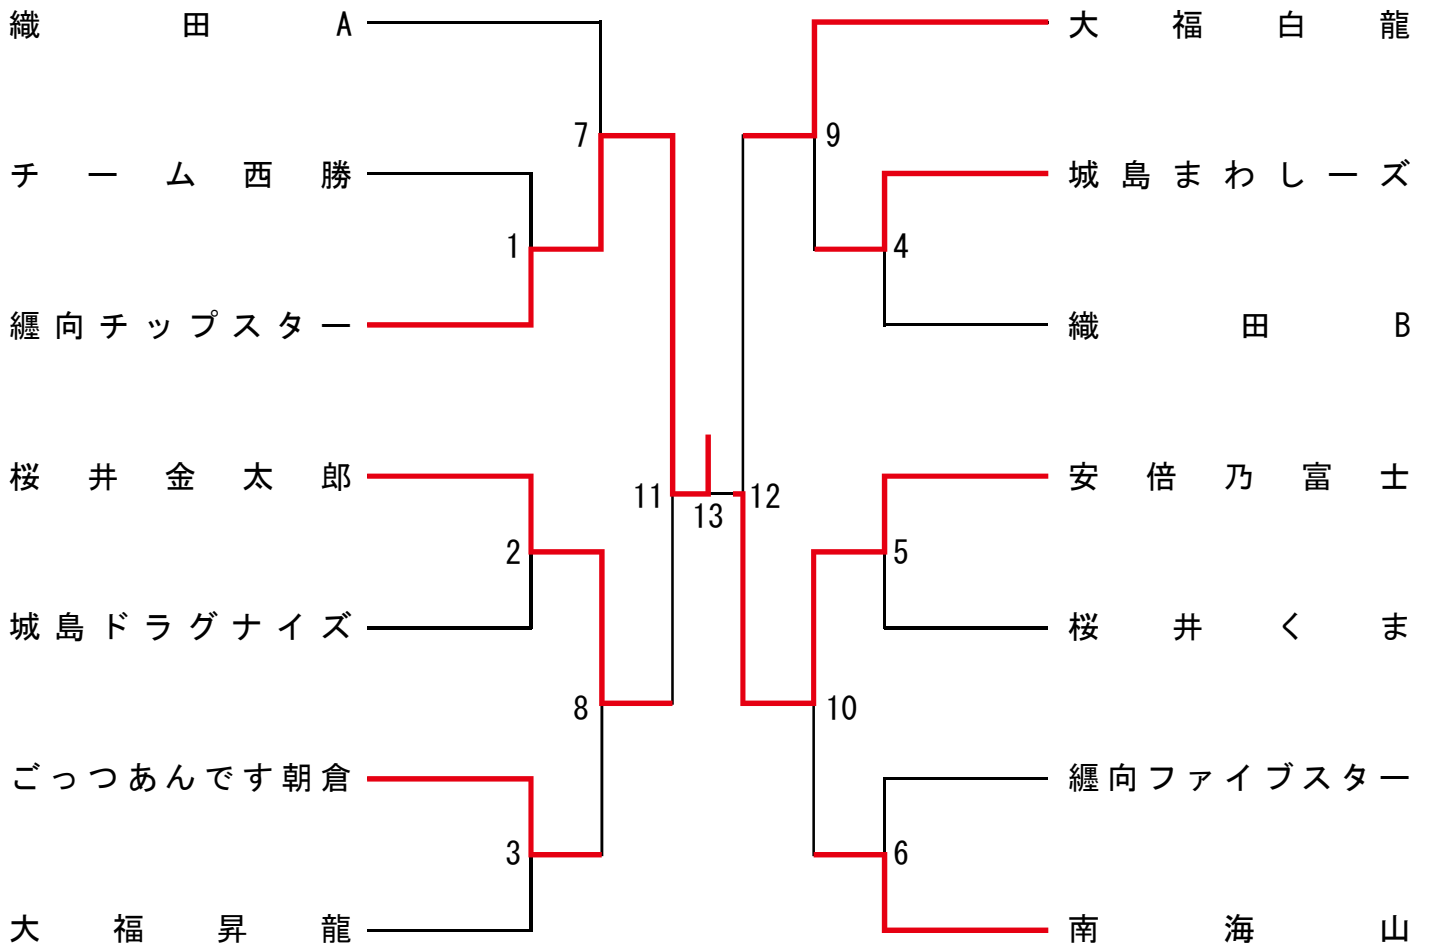 織田A
大福白龍
7
9
チーム西勝
城島まわしーズ
1
4
纒向チップスター
織田B
桜井金太郎
安倍乃富士
11
12
13
2
5
城島ドラグナイズ
桜井くま
8
10
ごっつあんです朝倉
纒向ファイブスター
3
6
大福昇龍
南海山